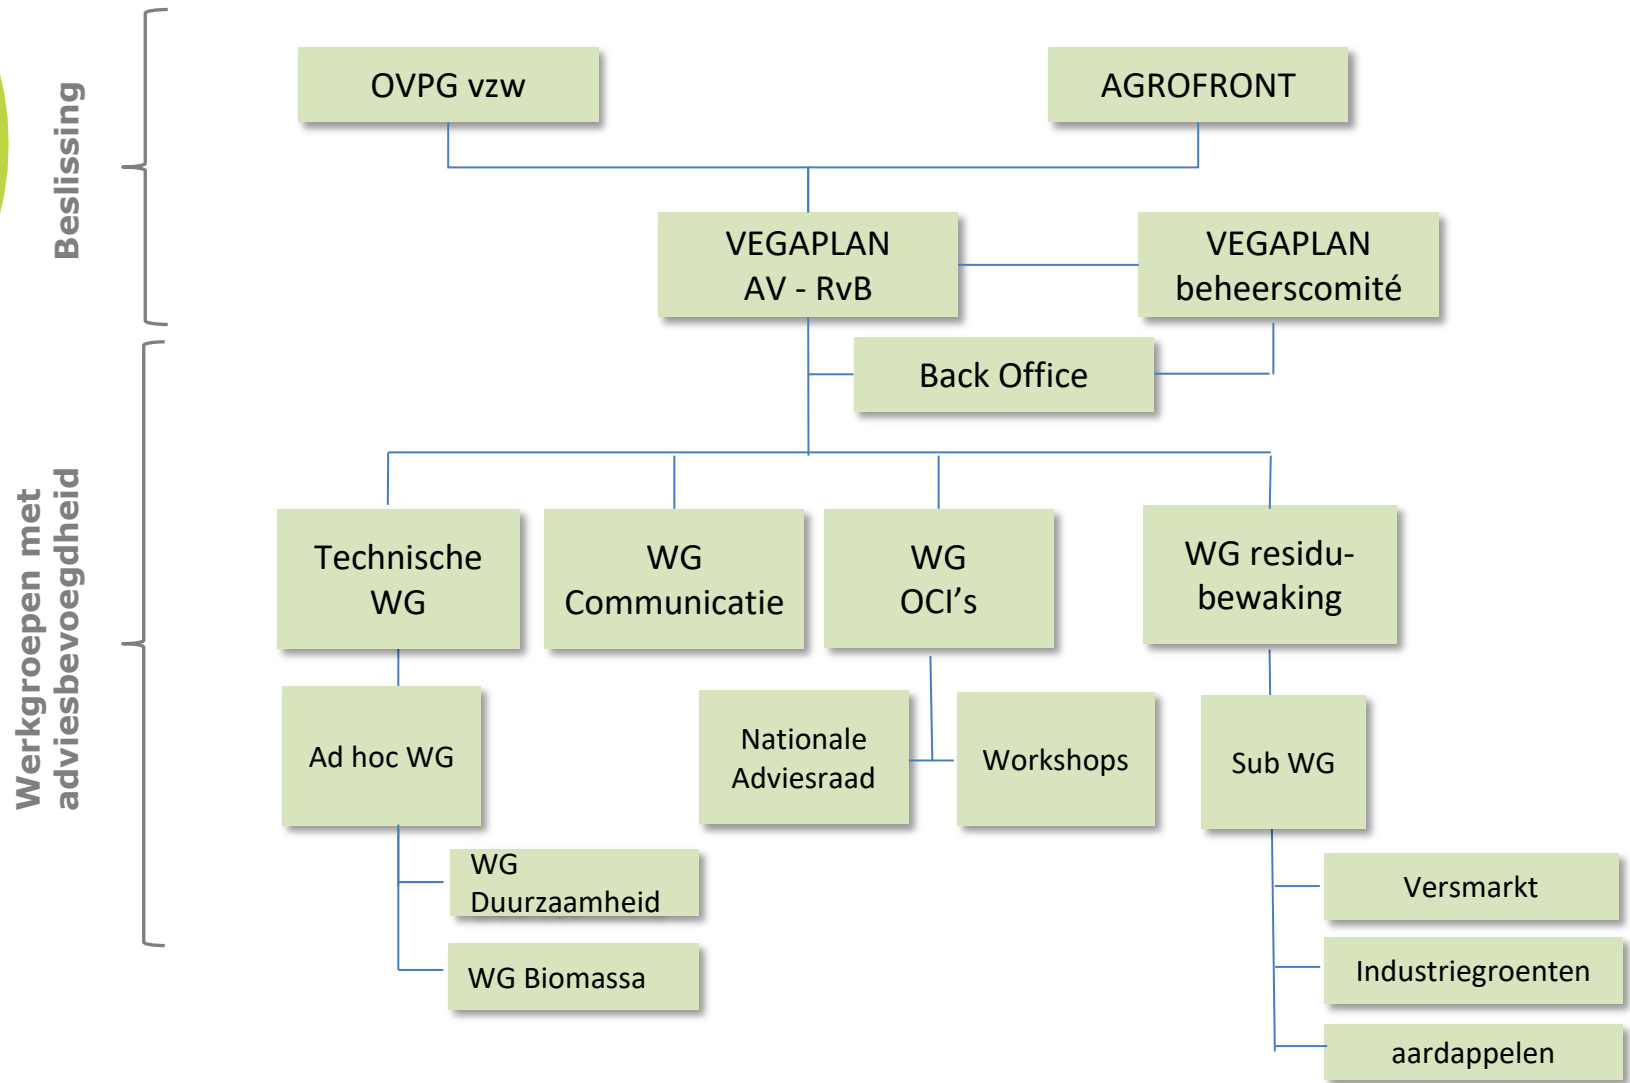 Beslissing
OVPG vzw
AGROFRONT
VEGAPLAN
AV - RvB
VEGAPLAN
beheerscomité
Back Office
Werkgroepen met
adviesbevoegdheid
Technische
WG
WG
Communicatie
WG
OCI’s
WG residu-
bewaking
Ad hoc WG
Nationale
Adviesraad
Workshops
Sub WG
WG
Duurzaamheid
WG Biomassa
Versmarkt
Industriegroenten
aardappelen